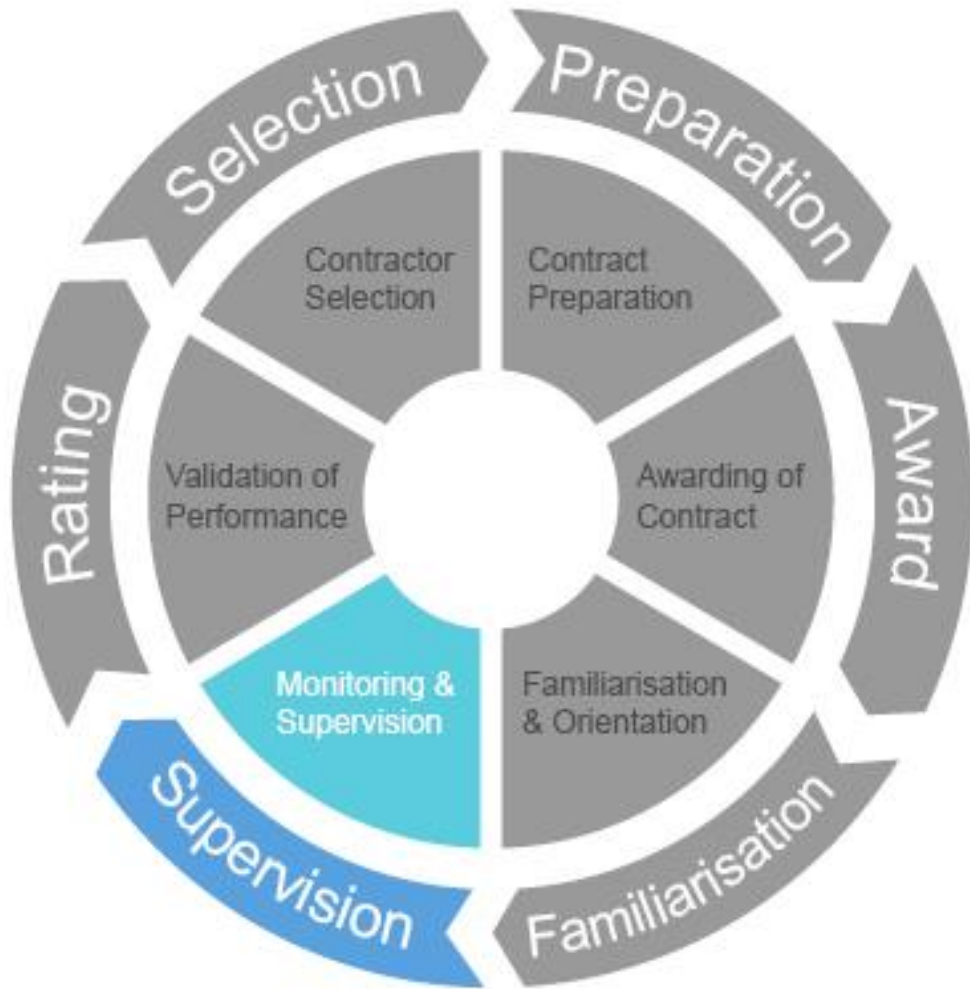 Selection
Preparation
Award
Familiarisation
Supervision
Rating
Contractor
Selection
Contract
Preparation
Awarding of
Contract
Familiarisation
& Orientation
Monitoring &
Supervision
Validation of
Performance